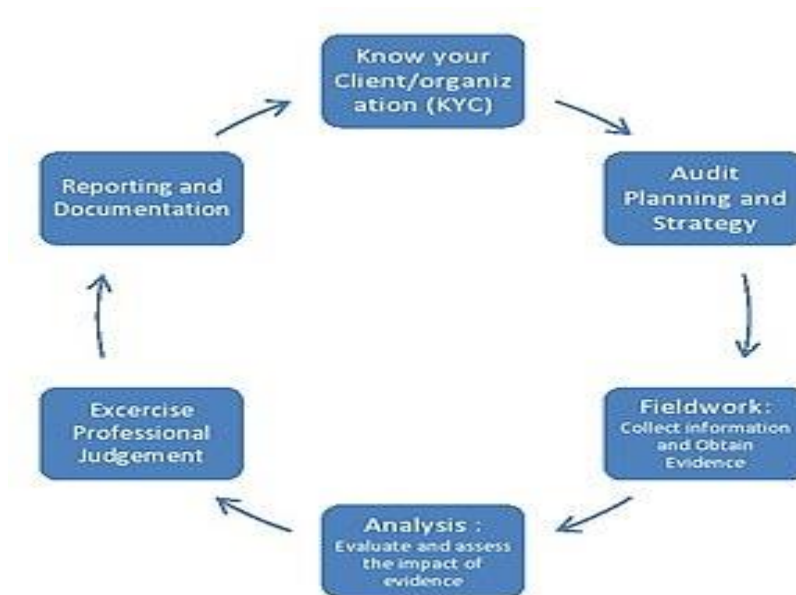 Know your
Client/organiz
ation (KYC)
Audit
Planning and
Strategy
Fieldwork:
Collect information
and Obtain
Evidence
Analysis :
Evaluate and assess
the impact of
evidence
Excercise
Professional
Judgement
Reporting and
Documentation